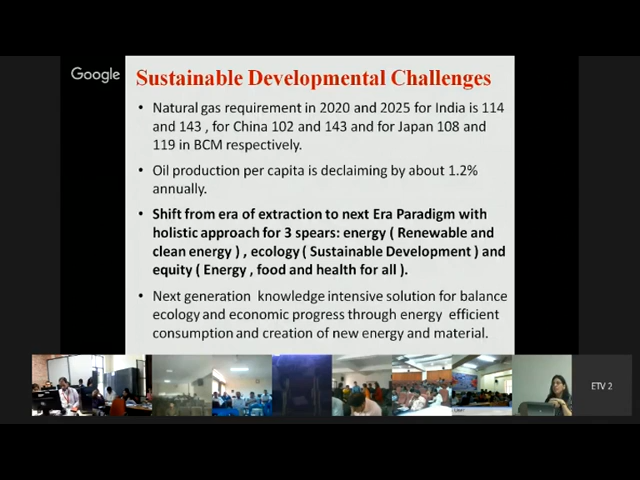 Google
Sustainable Developmental Challenges
• Natural gas requirement in 2020 and 2025 for India is 114
and 143 , for China 102 and 143 and for Japan 108 and
119 in BCM respectively.
• Oil production per capita is declaiming by about 1.2%
annually.
• Shift from era of extraction to next Era Paradigm with
holistic approach for 3 spears: energy ( Renewable and
clean energy ) , ecology ( Sustainable Development ) and
equity ( Energy , food and health for all ).
• Next generation knowledge intensive solution for balance
ecology and economic progress through energy efficient
consumption and creation of new energy and material.
ETV 2